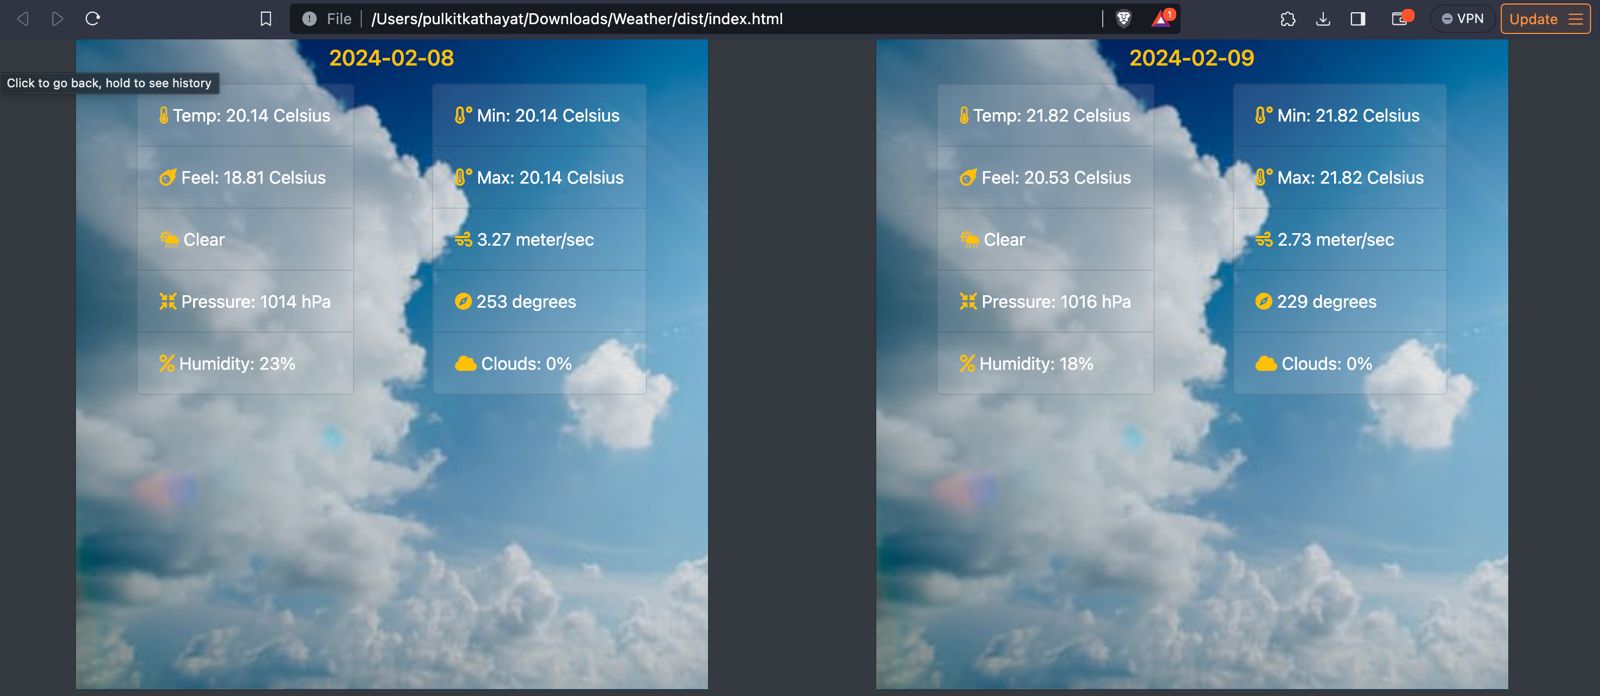 File /Users/pulkitkathayat/Downloads/Weather/dist/index.html 1 VPN Update
Click to go back, hold to see history
2024-02-08
Temp: 20.14 Celsius
Feel: 18.81 Celsius
Clear
Pressure: 1014 hPa
Humidity: 23%
Min: 20.14 Celsius
Max: 20.14 Celsius
3.27 meter/sec
253 degrees
Clouds: 0%
2024-02-09
Temp: 21.82 Celsius
Feel: 20.53 Celsius
Clear
Pressure: 1016 hPa
Humidity: 18%
Min: 21.82 Celsius
Max: 21.82 Celsius
2.73 meter/sec
229 degrees
Clouds: 0%